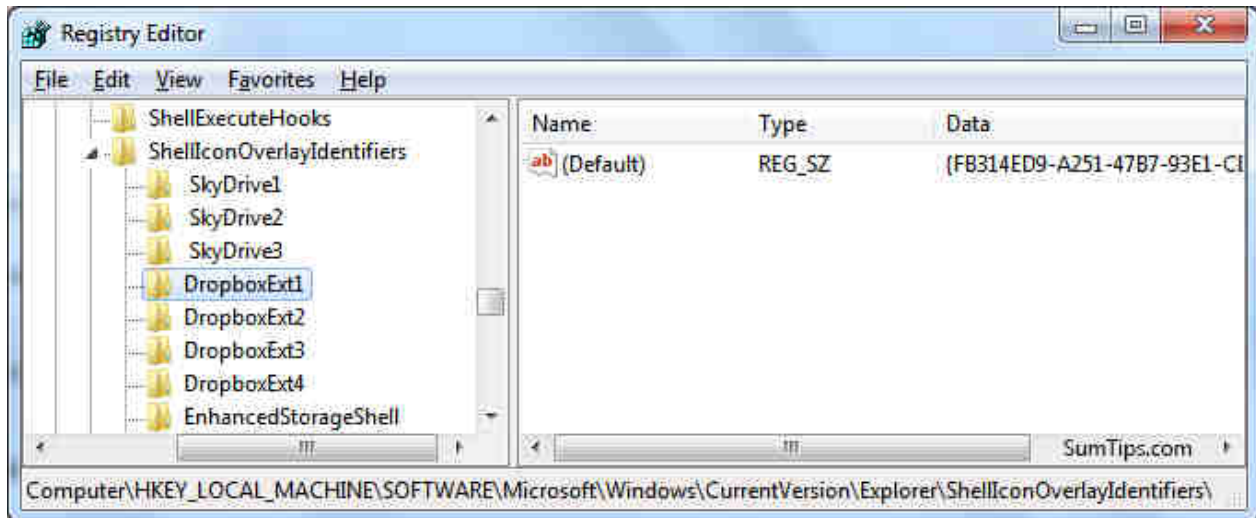 Registry Editor
File Edit View Favorites Help
ShellExecuteHooks
ShellIconOverlayIdentifiers
SkyDrive1
SkyDrive2
SkyDrive3
DropboxExt1
DropboxExt2
DropboxExt3
DropboxExt4
EnhancedStorageShell
Name Type Data
ab (Default) REG_SZ {FB314ED9-A251-47B7-93E1-
SumTips.com
Computer\HKEY_LOCAL_MACHINE\SOFTWARE\Microsoft\Windows\CurrentVersion\Explorer\ShellIconOverlayIdentifiers\